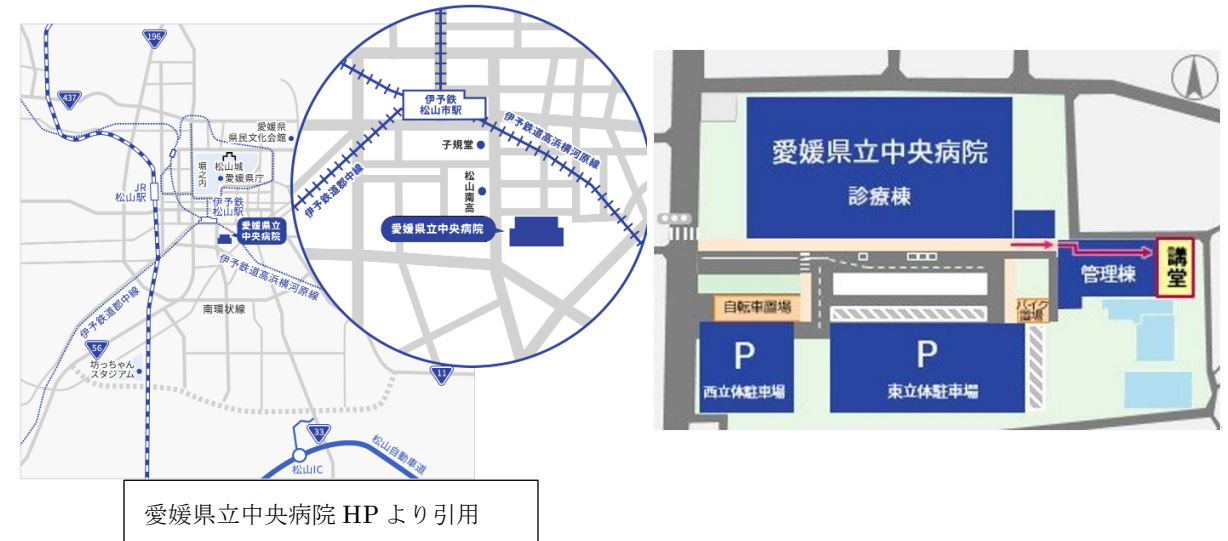 196
437
愛媛県
県民文化会館
堀之内
松山城
愛媛県庁
JR
松山駅
伊予鉄
松山市駅
愛媛県立
中央病院
伊予鉄道高浜横河原線
伊予鉄道郡中線
南環状線
56
坊っちゃん
スタジアム
11
33
松山IC
松山自動車道
伊予鉄
松山市駅
子規堂
伊予鉄道高浜横河原線
伊予鉄道郡中線
松山南高
愛媛県立中央病院
愛媛県立中央病院 HP より引用
愛媛県立中央病院
診療棟
管理棟
講堂
自転車置場
バイク
置場
P
西立体駐車場
P
東立体駐車場